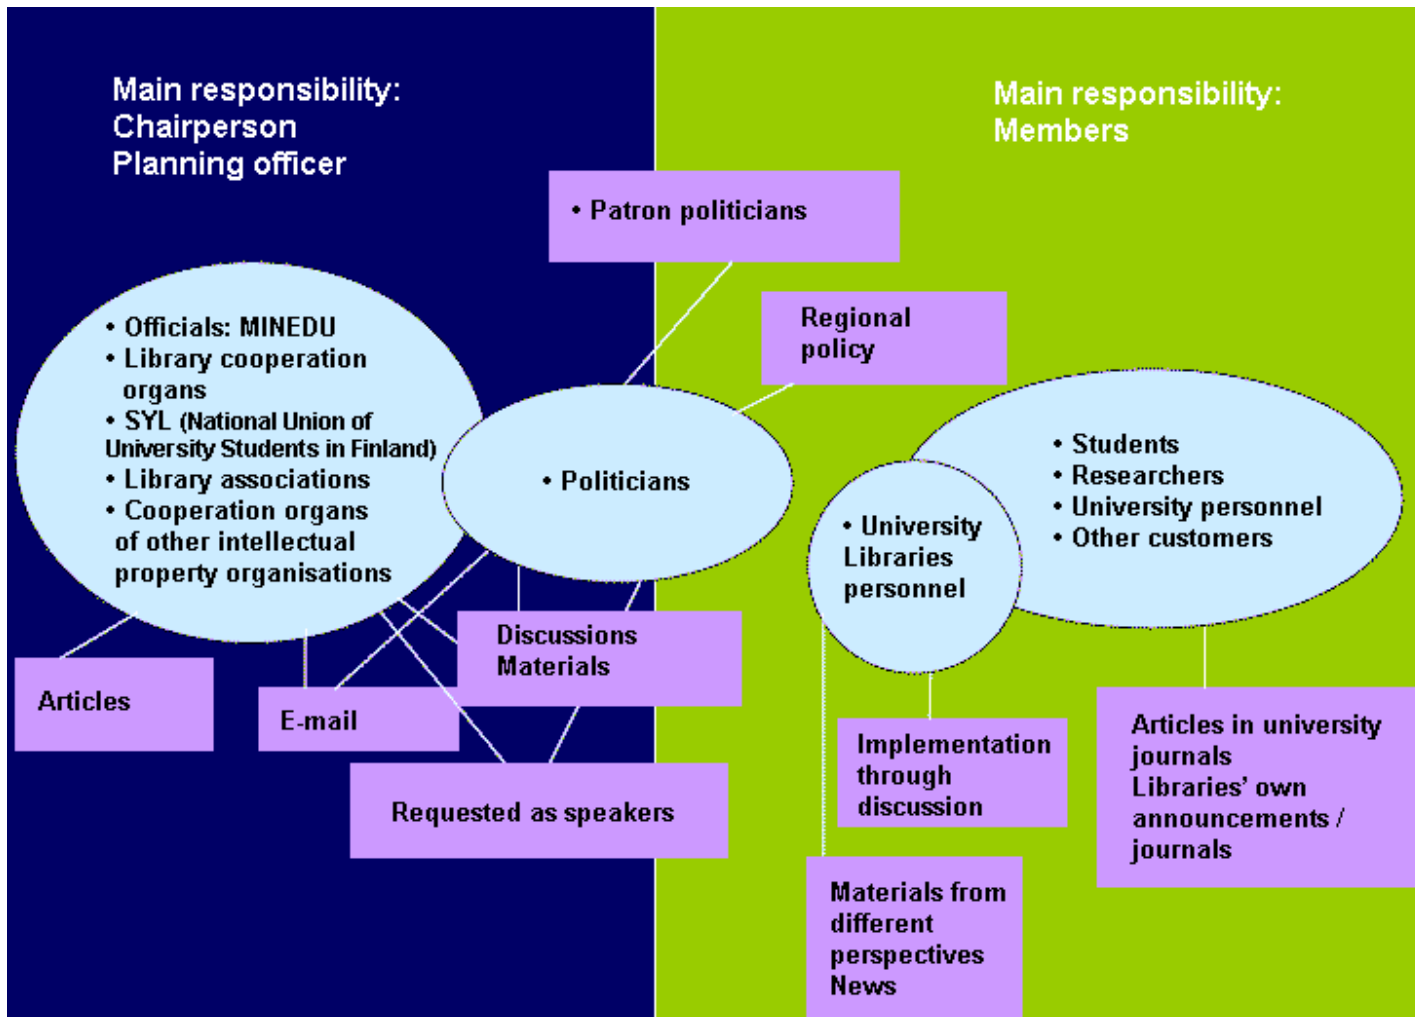 Main responsibility:
Chairperson
Planning officer
Main responsibility:
Members
• Patron politicians
Regional
policy
• Officials: MINEDU
• Library cooperation
organs
• SYL (National Union of
University Students in Finland)
• Library associations
• Cooperation organs
of other intellectual
property organisations
• Politicians
• Students
• Researchers
• University personnel
• Other customers
• University
Libraries
personnel
Discussions
Materials
Articles
E-mail
Requested as speakers
Implementation
through
discussion
Articles in university
journals
Libraries’ own
announcements /
journals
Materials from
different
perspectives
News